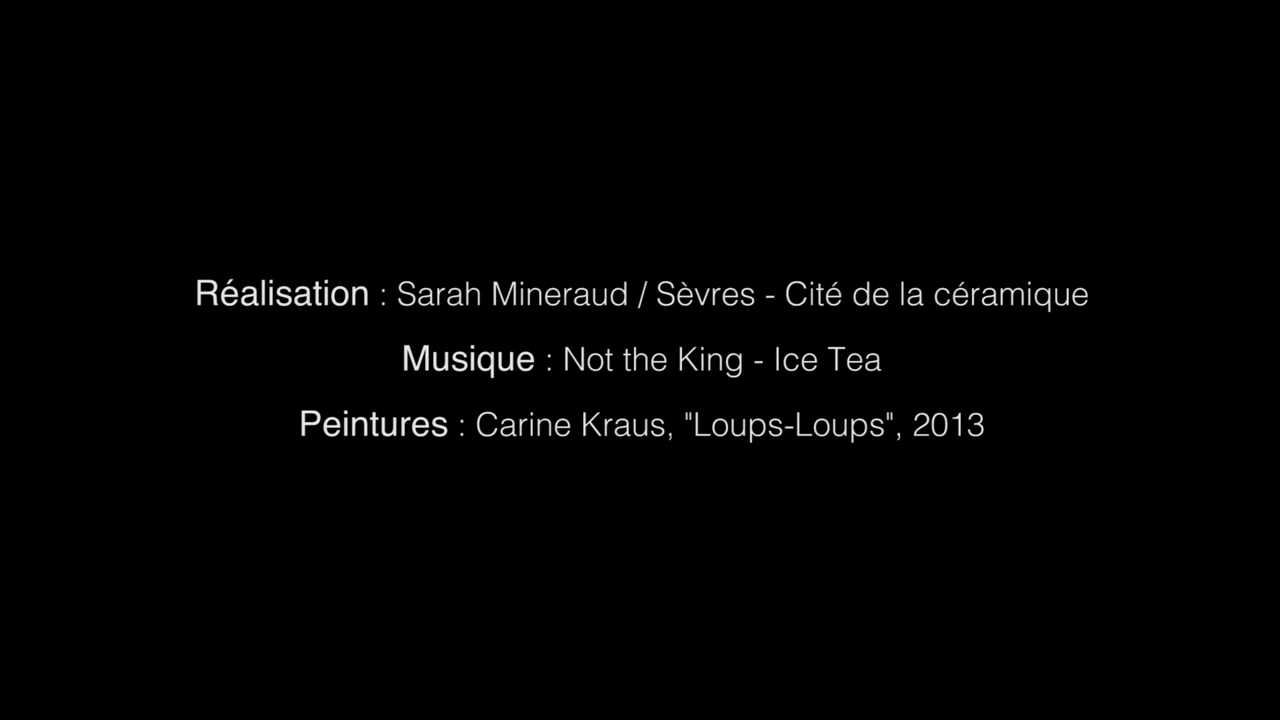 Réalisation : Sarah Mineraud / Sèvres - Cité de la céramique
Musique : Not the King - Ice Tea
Peintures : Carine Kraus, "Loups-Loups", 2013